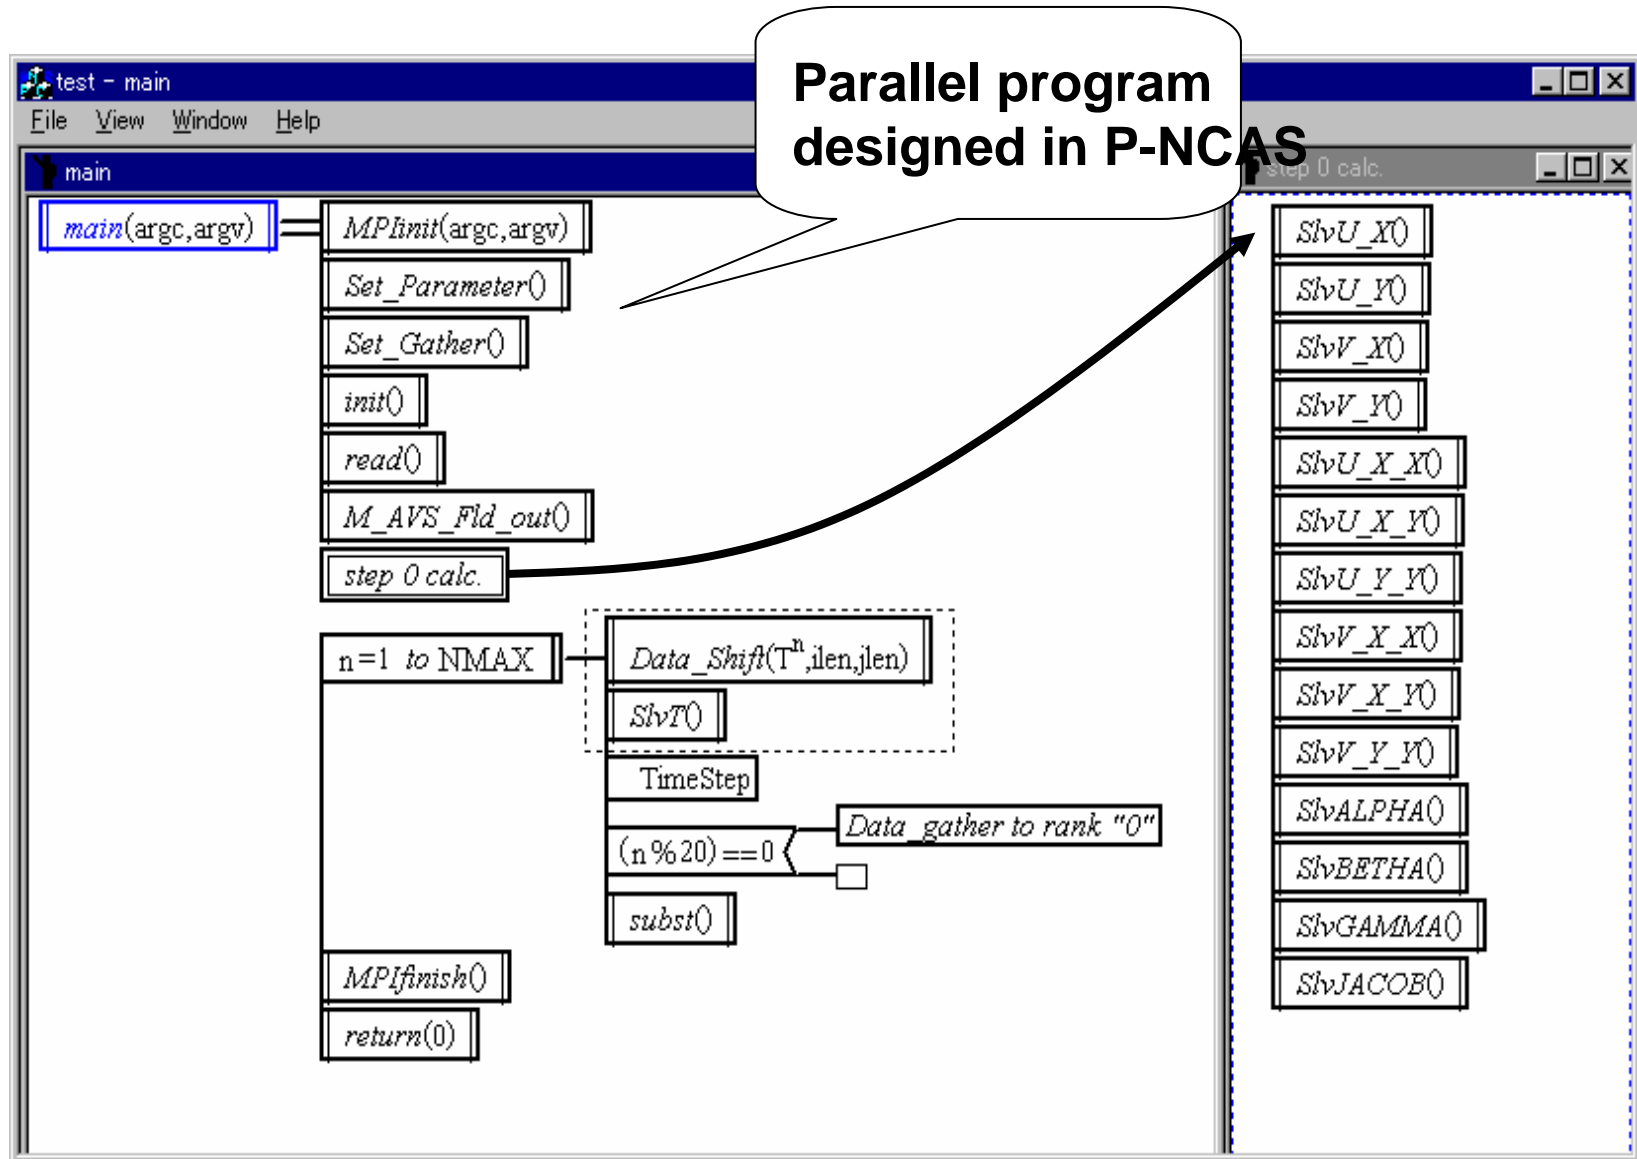 Parallel program
designed in P-NCAS
test - main
File View Window Help
main
main(argc,argv)
MPIinit(argc,argv)
Set_Parameter()
Set_Gather()
init()
read()
M_AVS_Fld_out()
step 0 calc.
n=1 to NMAX
Data_Shift(Tⁿ,ilen,jlen)
SlvT()
TimeStep
(n%20)==0
Data_gather to rank "0"
subst()
MPIfinish()
return(0)
step 0 calc.
SlvU_X()
SlvU_Y()
SlvV_X()
SlvV_Y()
SlvU_X_X()
SlvU_X_Y()
SlvU_Y_Y()
SlvV_X_X()
SlvV_X_Y()
SlvV_Y_Y()
SlvALPHA()
SlvBETHA()
SlvGAMMA()
SlvJACOB()